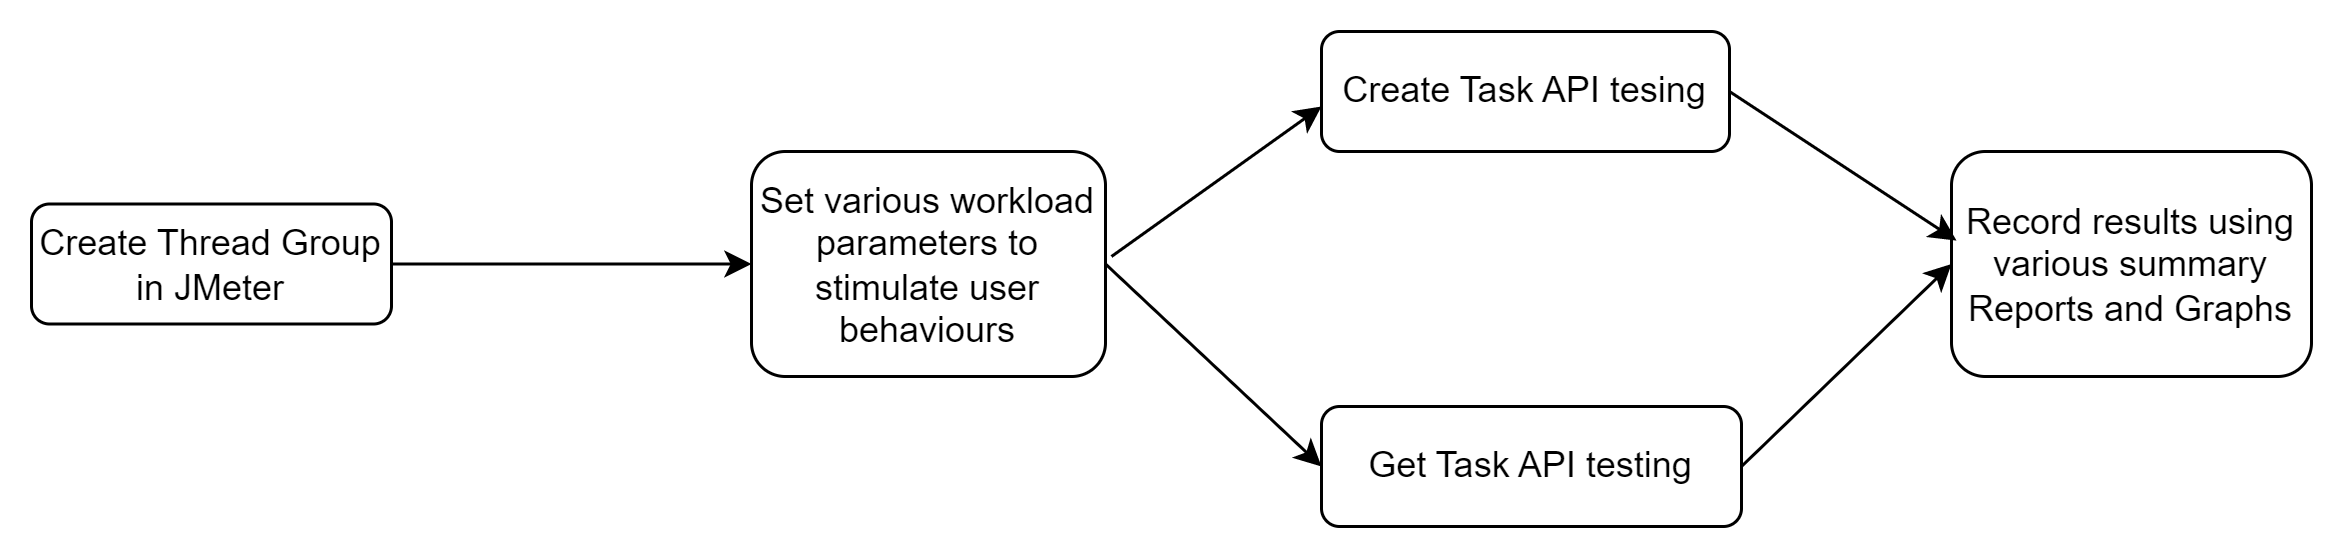 Create Thread Group
in JMeter
Set various workload
parameters to
stimulate user
behaviours
Create Task API tesing
Get Task API testing
Record results using
various summary
Reports and Graphs